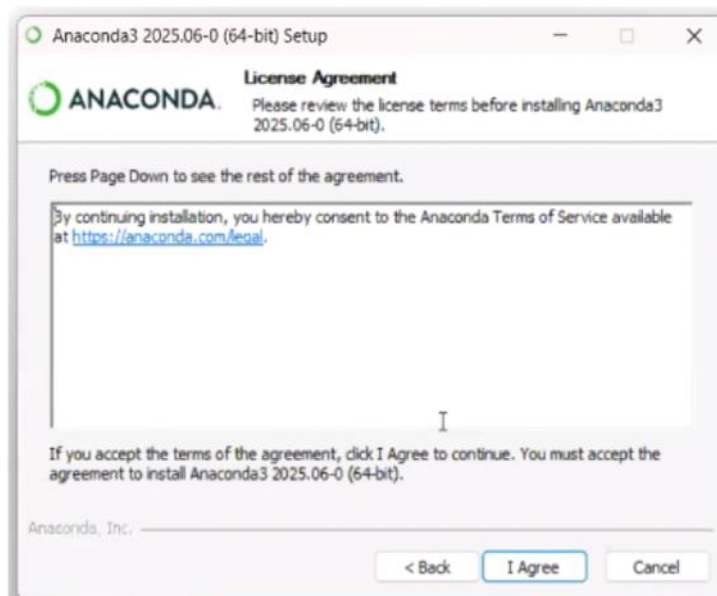 Anaconda3 2025.06-0 (64-bit) Setup
ANACONDA.
License Agreement
Please review the license terms before installing Anaconda3
2025.06-0 (64-bit).
Press Page Down to see the rest of the agreement.
By continuing installation, you hereby consent to the Anaconda Terms of Service available
at https://anaconda.com/legal.
If you accept the terms of the agreement, click I Agree to continue. You must accept the
agreement to install Anaconda3 2025.06-0 (64-bit).
Anaconda, Inc.
< Back I Agree Cancel